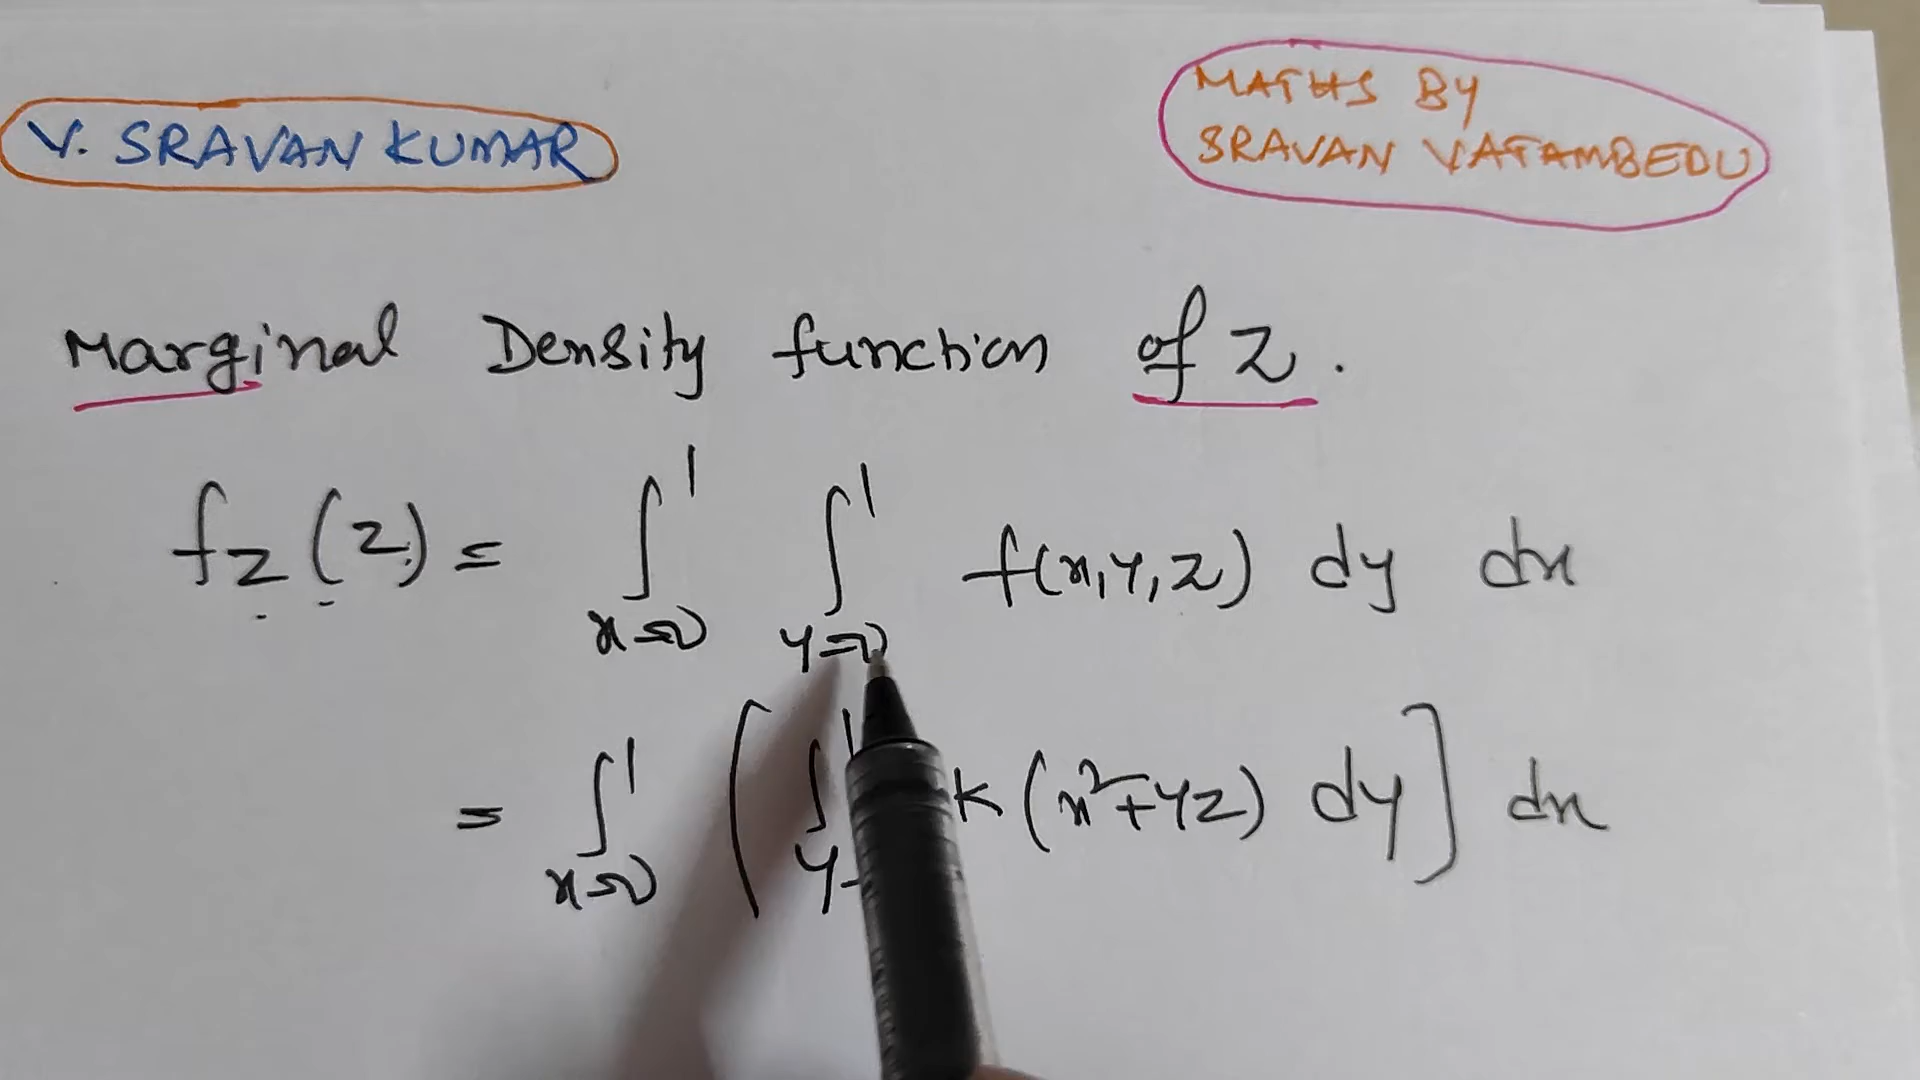 V. SRAVAN KUMAR
MATHS BY
SRAVAN VATAMBEDU
Marginal Density function of Z.
fz (z) = ∫ 1 x=0 ∫ 1 y=0 f(x,y,z) dy dx
= ∫ 1 x=0 [ ∫ 1 y= k (x²+yz) dy ] dx